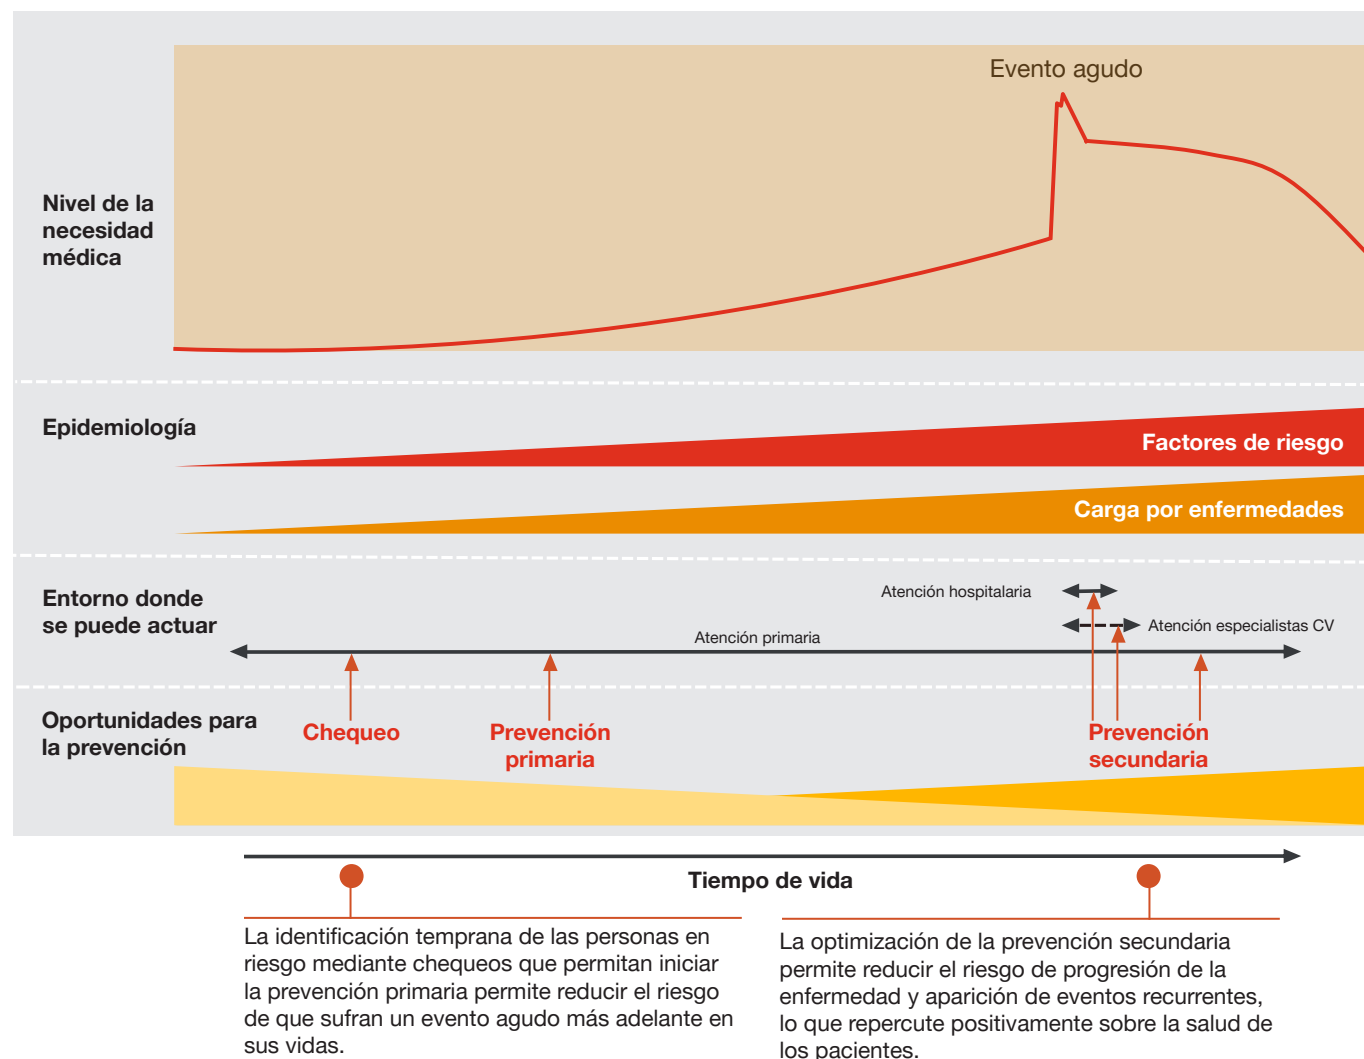 Evento agudo
Nivel de la
necesidad
médica
Epidemiología
Factores de riesgo
Carga por enfermedades
Entorno donde
se puede actuar
Atención hospitalaria
Atención especialistas CV
Atención primaria
Oportunidades para
la prevención
Chequeo
Prevención
primaria
Prevención
secundaria
Tiempo de vida
La identificación temprana de las personas en
riesgo mediante chequeos que permitan iniciar
la prevención primaria permite reducir el riesgo
de que sufran un evento agudo más adelante en
sus vidas.
La optimización de la prevención secundaria
permite reducir el riesgo de progresión de la
enfermedad y aparición de eventos recurrentes,
lo que repercute positivamente sobre la salud de
los pacientes.